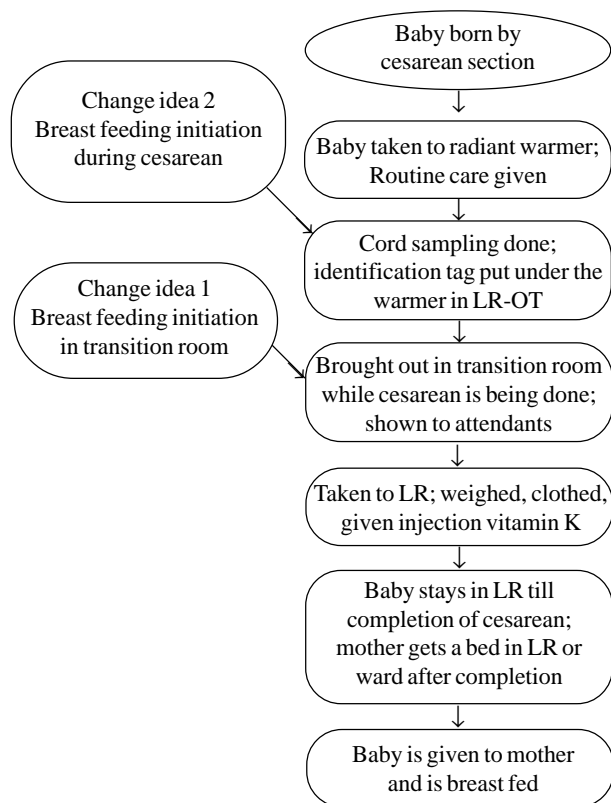 Baby born by
cesarean section
Change idea 2
Breast feeding initiation
during cesarean
Baby taken to radiant warmer;
Routine care given
Cord sampling done;
identification tag put under the
warmer in LR-OT
Change idea 1
Breast feeding initiation
in transition room
Brought out in transition room
while cesarean is being done;
shown to attendants
Taken to LR; weighed, clothed,
given injection vitamin K
Baby stays in LR till
completion of cesarean;
mother gets a bed in LR or
ward after completion
Baby is given to mother
and is breast fed